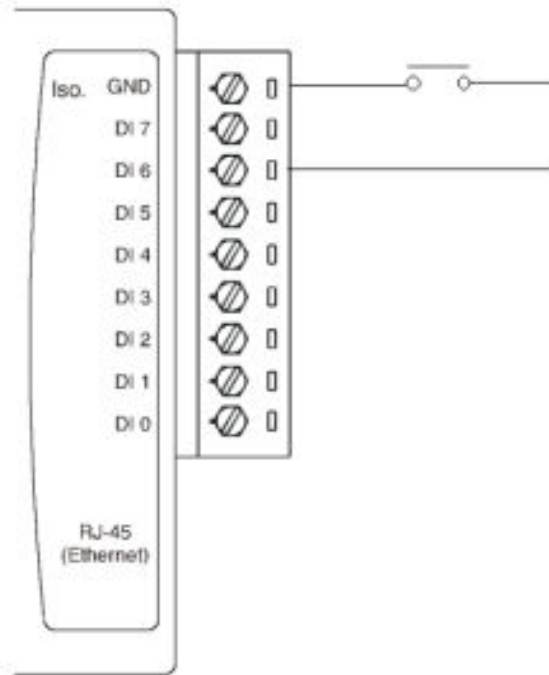 Iso. GND
DI 7
DI 6
DI 5
DI 4
DI 3
DI 2
DI 1
DI 0
RJ-45
(Ethernet)